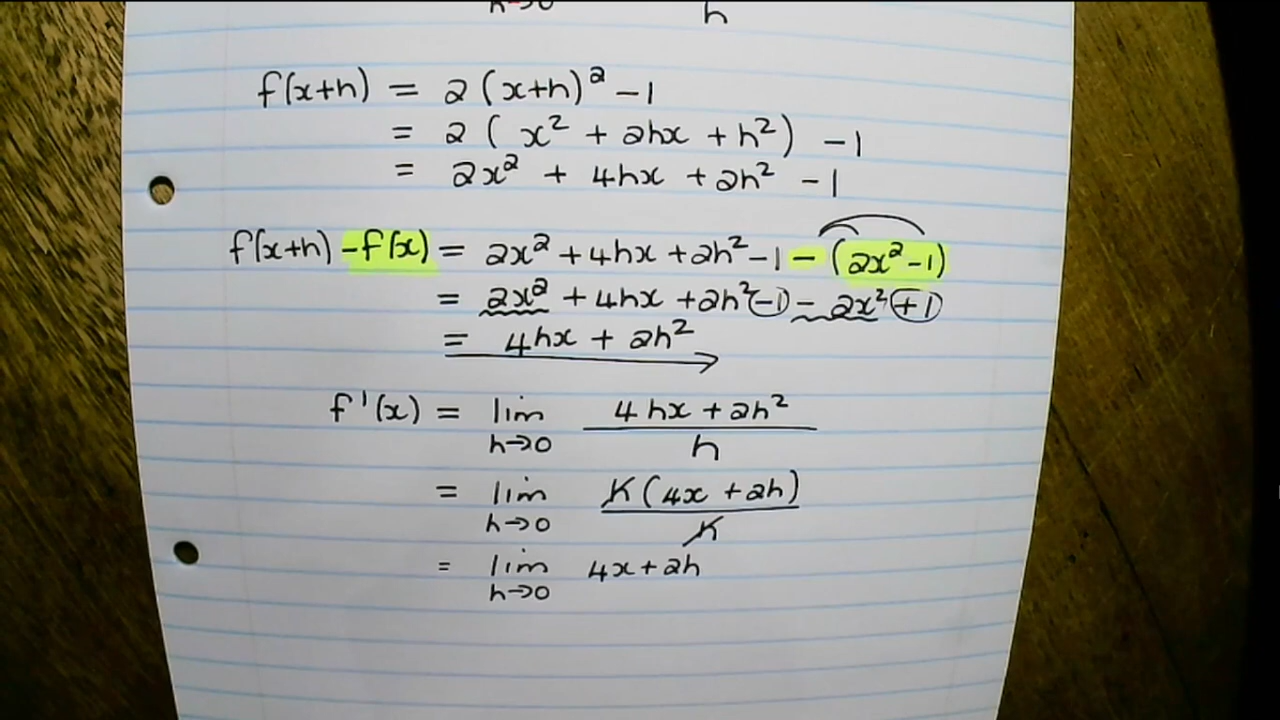 h→0 h
f(x+h) = 2(x+h)² -1
= 2(x² + 2hx + h²) -1
= 2x² + 4hx + 2h² -1
f(x+h) -f(x) = 2x² + 4hx + 2h² -1 - (2x² -1)
= 2x² + 4hx + 2h² -1 - 2x² +1
= 4hx + 2h²
f'(x) = lim h→0 4hx + 2h² / h
= lim h→0 h(4x + 2h) / h
= lim h→0 4x + 2h